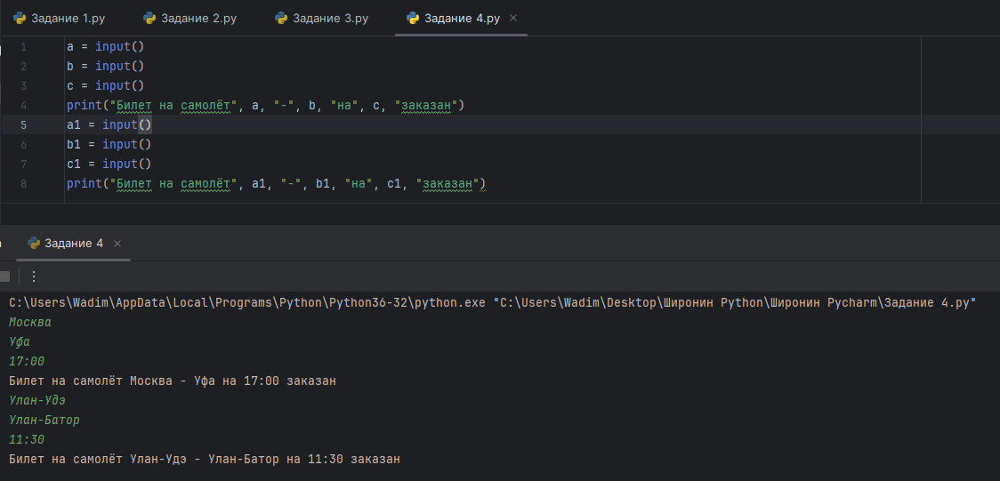 Задание 1.py Задание 2.py Задание 3.py Задание 4.py
1 a = input()
2 b = input()
3 c = input()
4 print("Билет на самолёт", a, "-", b, "на", c, "заказан")
5 a1 = input()
6 b1 = input()
7 c1 = input()
8 print("Билет на самолёт", a1, "-", b1, "на", c1, "заказан")
Задание 4
C:\Users\Wadim\AppData\Local\Programs\Python\Python36-32\python.exe "C:\Users\Wadim\Desktop\Широнин Python\Широнин Pycharm\Задание 4.py"
Москва
Уфа
17:00
Билет на самолёт Москва - Уфа на 17:00 заказан
Улан-Удэ
Улан-Батор
11:30
Билет на самолёт Улан-Удэ - Улан-Батор на 11:30 заказан